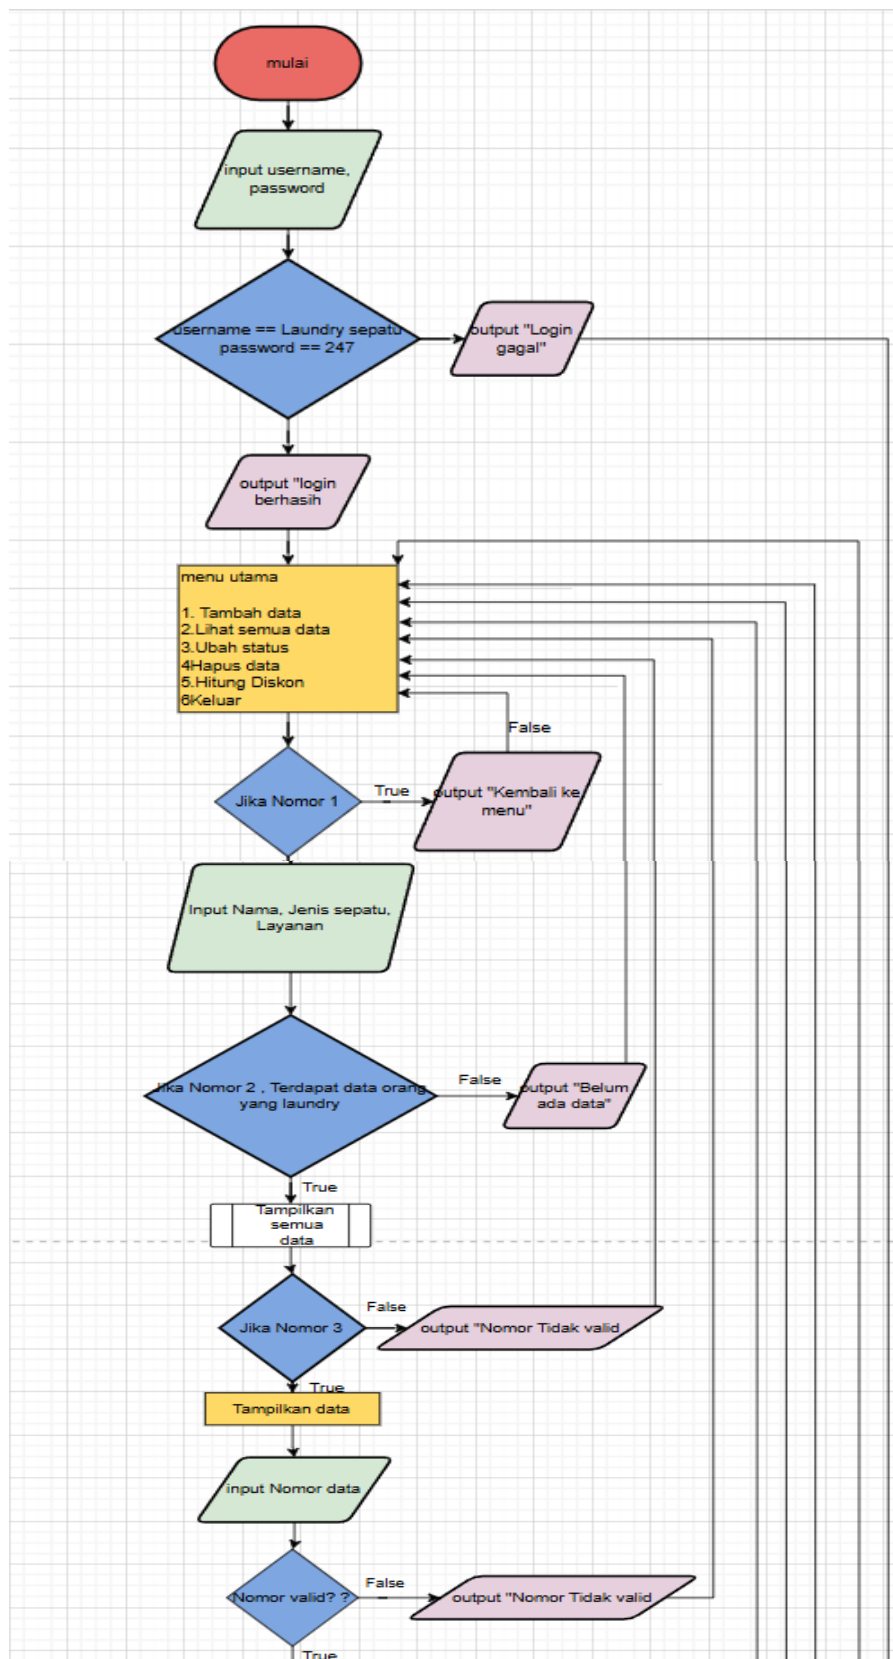 mulai
input username,
password
username == Laundry sepatu
password == 247
output "Login
gagal"
output "login
berhasih
menu utama
1. Tambah data
2.Lihat semua data
3.Ubah status
4Hapus data
5.Hitung Diskon
6Keluar
False
Jika Nomor 1
True
output "Kembali ke
menu"
Input Nama, Jenis sepatu,
Layanan
Jika Nomor 2 , Terdapat data orang
yang laundry
False
output "Belum
ada data"
True
Tampilkan
semua
data
Jika Nomor 3
False
output "Nomor Tidak valid
True
Tampilkan data
input Nomor data
Nomor valid? ?
False
output "Nomor Tidak valid
True